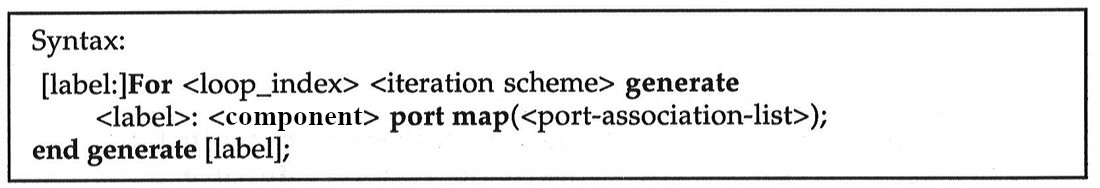 Syntax:
[label:]For <loop_index> <iteration scheme> generate
<label>: <component> port map(<port-association-list>);
end generate [label];